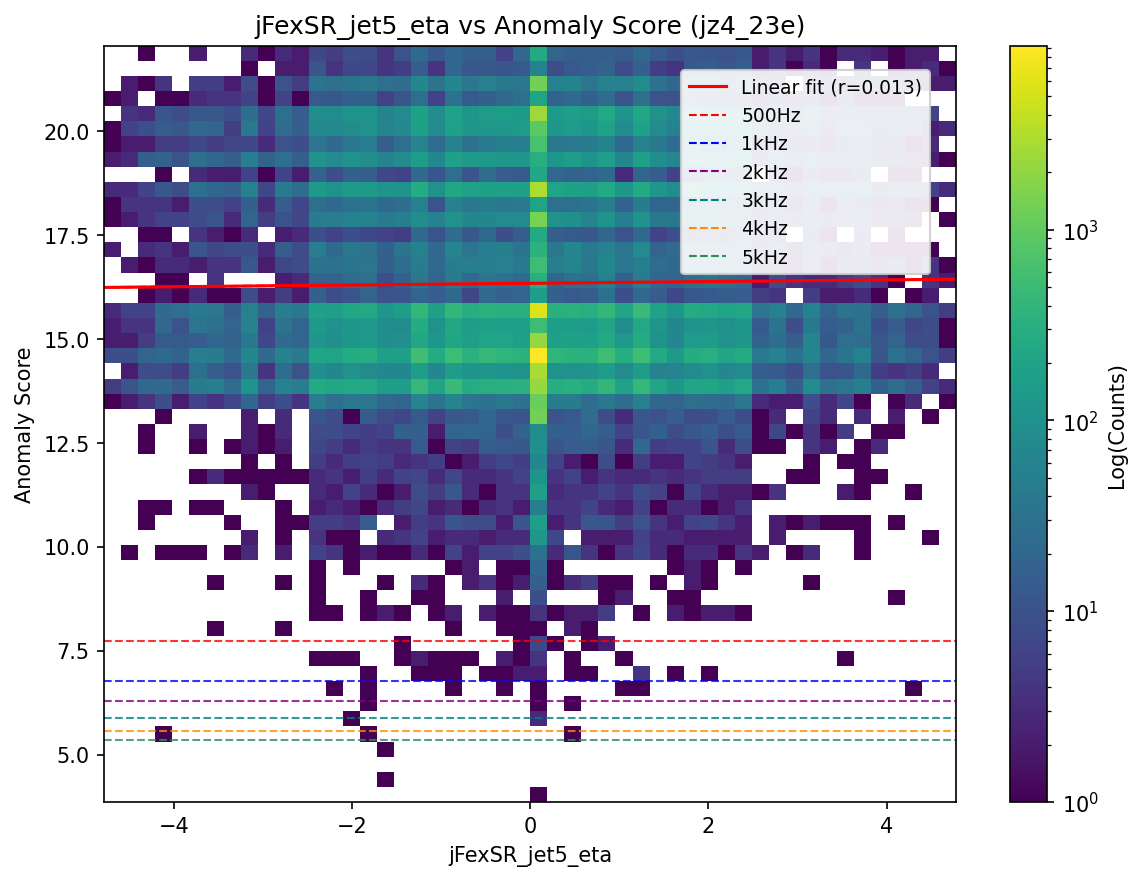 jFexSR_jet5_eta vs Anomaly Score (jz4_23e)
Linear fit (r=0.013)
500Hz
1kHz
2kHz
3kHz
4kHz
5kHz
20.0
17.5
15.0
12.5
10.0
7.5
5.0
Anomaly Score
−4
−2
0
2
4
jFexSR_jet5_eta
10³
10²
10¹
10⁰
Log(Counts)